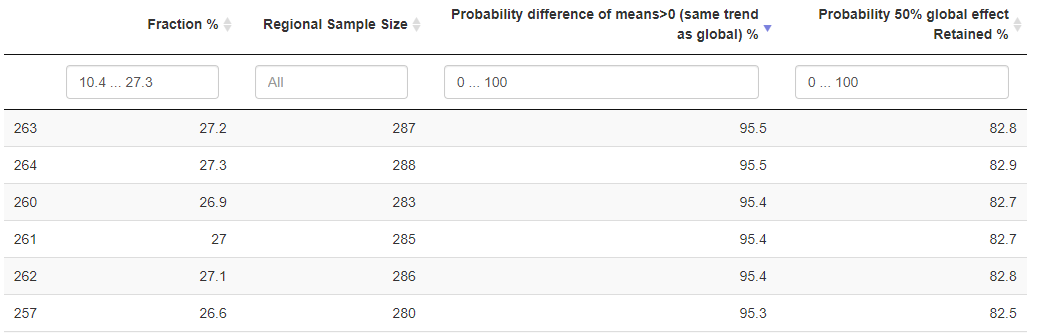 Fraction % Regional Sample Size Probability difference of means>0 (same trend as global) % Probability 50% global effect Retained %
10.4 ... 27.3 All 0 ... 100 0 ... 100
263 27.2 287 95.5 82.8
264 27.3 288 95.5 82.9
260 26.9 283 95.4 82.7
261 27 285 95.4 82.7
262 27.1 286 95.4 82.8
257 26.6 280 95.3 82.5